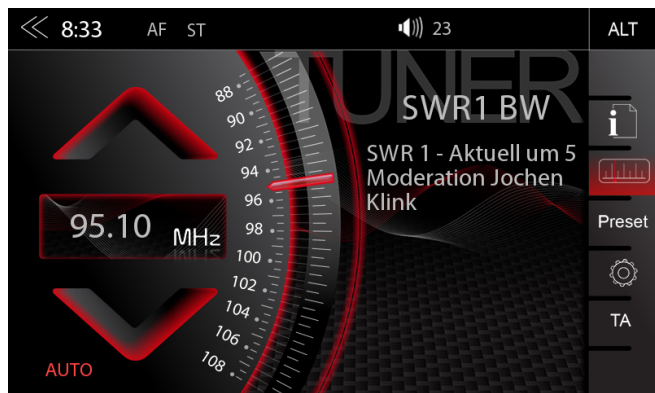 8:33 AF ST 23 ALT
TUNER
SWR1 BW
SWR 1 - Aktuell um 5
Moderation Jochen
Klink
95.10 MHz
AUTO
88
90
92
94
96
98
100
102
104
106
108
i
Preset
TA